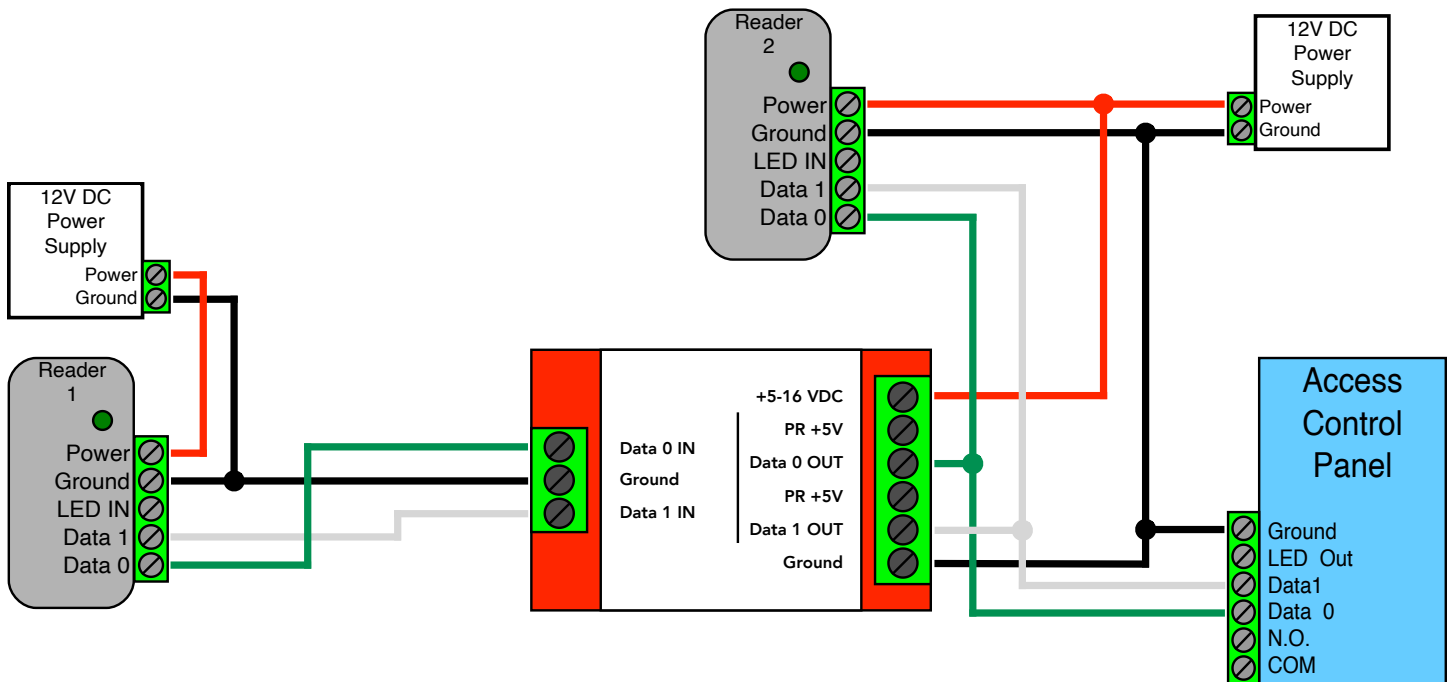 Reader
2
Power
Ground
LED IN
Data 1
Data 0
12V DC
Power
Supply
Power
Ground
12V DC
Power
Supply
Power
Ground
Reader
1
Power
Ground
LED IN
Data 1
Data 0
Data 0 IN
Ground
Data 1 IN
+5-16 VDC
PR +5V
Data 0 OUT
PR +5V
Data 1 OUT
Ground
Access
Control
Panel
Ground
LED Out
Data1
Data 0
N.O.
COM